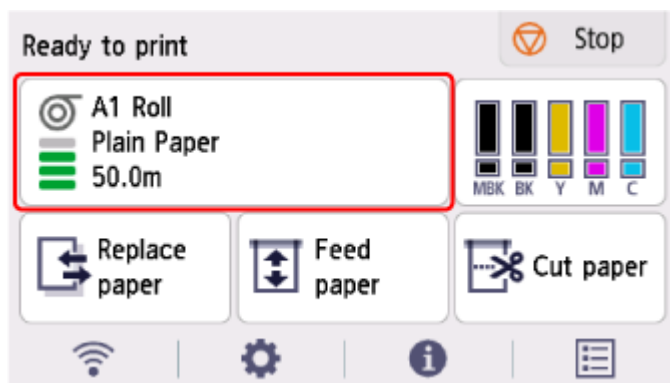 Ready to print
Stop
A1 Roll
Plain Paper
50.0m
MBK BK Y M C
Replace
paper
Feed
paper
Cut paper